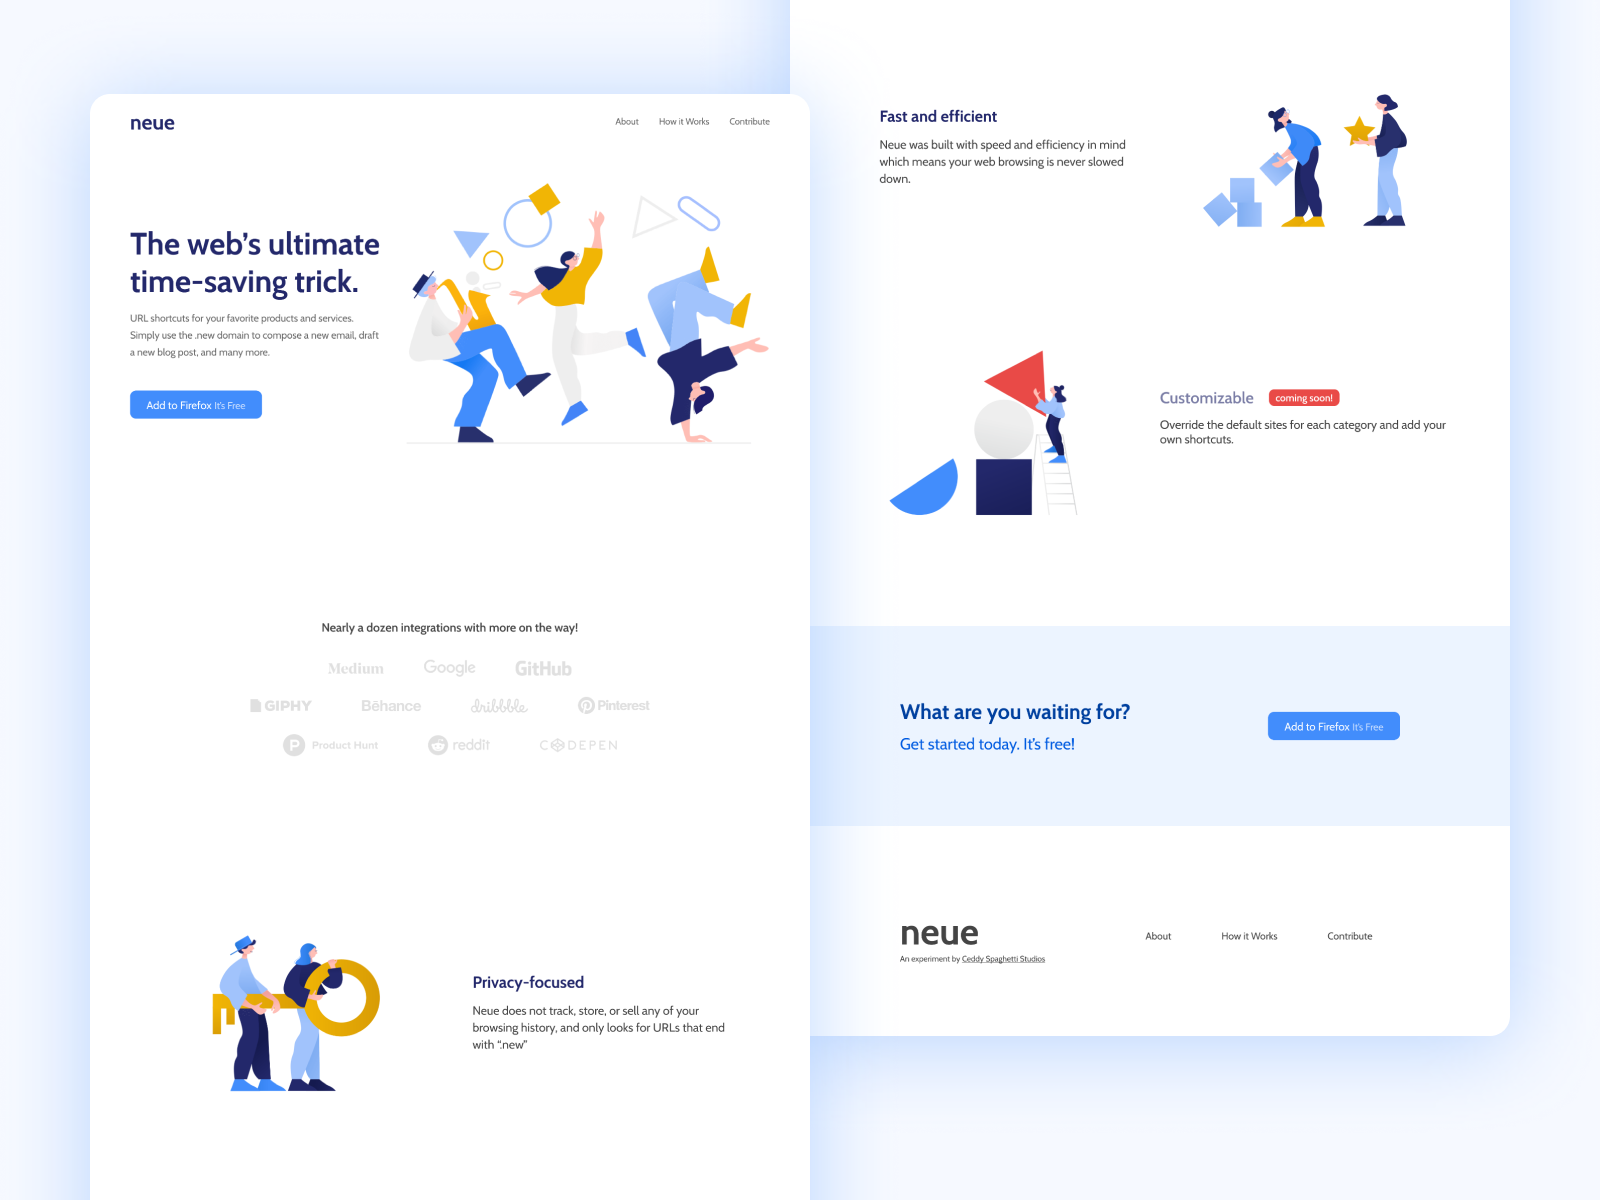 neue
About How it Works Contribute
The web's ultimate
time-saving trick.
URL shortcuts for your favorite products and services.
Simply use the .new domain to compose a new email, draft
a new blog post, and many more.
Add to Firefox It's Free
Nearly a dozen integrations with more on the way!
Medium Google GitHub
GIPHY Bēhance dribbble Pinterest
Product Hunt reddit CODEPEN
Privacy-focused
Neue does not track, store, or sell any of your
browsing history, and only looks for URLs that end
with “.new”
Fast and efficient
Neue was built with speed and efficiency in mind
which means your web browsing is never slowed
down.
Customizable coming soon!
Override the default sites for each category and add your
own shortcuts.
What are you waiting for?
Get started today. It's free!
Add to Firefox It's Free
neue
An experiment by Ceddy Spaghetti Studios
About How it Works Contribute